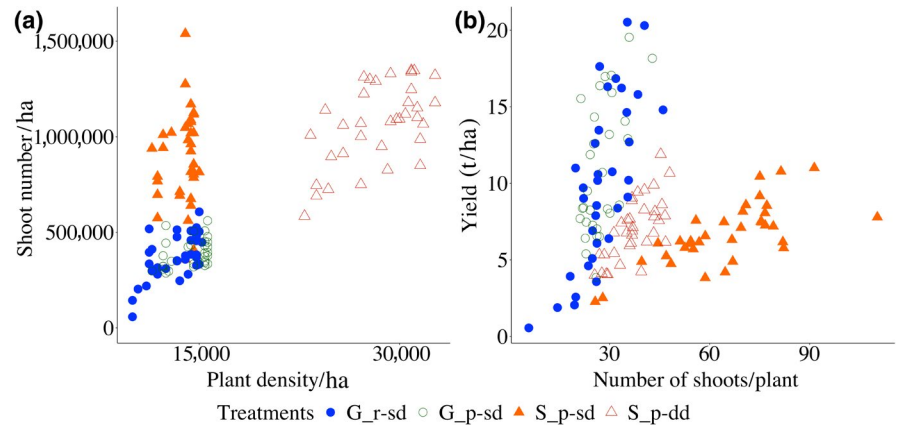 (a)
(b)
Shoot number/ha
1,500,000
1,000,000
500,000
0
15,000
30,000
Plant density/ha
Yield (t/ha)
20
15
10
5
0
30
60
90
Number of shoots/plant
Treatments G_r-sd G_p-sd S_p-sd S_p-dd